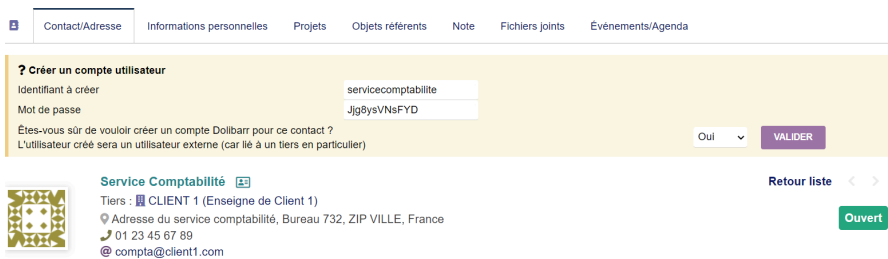 Contact/Adresse Informations personnelles Projets Objets référents Note Fichiers joints Événements/Agenda
? Créer un compte utilisateur
Identifiant à créer servicecomptabilite
Mot de passe Jjg8ysVNsFYD
Êtes-vous sûr de vouloir créer un compte Dolibarr pour ce contact ?
L'utilisateur créé sera un utilisateur externe (car lié à un tiers en particulier)
Oui VALIDER
Service Comptabilité Retour liste
Tiers : CLIENT 1 (Enseigne de Client 1)
Adresse du service comptabilité, Bureau 732, ZIP VILLE, France
Ouvert
01 23 45 67 89
@ compta@client1.com